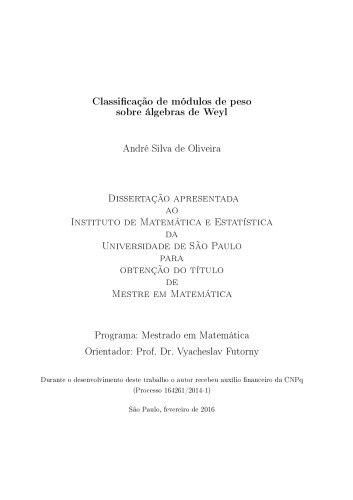 Classificação de módulos de peso
sobre álgebras de Weyl
André Silva de Oliveira
Dissertação apresentada
ao
Instituto de Matemática e Estatística
da
Universidade de São Paulo
para
obtenção do título
de
Mestre em Matemática
Programa: Mestrado em Matemática
Orientador: Prof. Dr. Vyacheslav Futorny
Durante o desenvolvimento deste trabalho o autor recebeu auxílio financeiro da CNPq
(Processo 164261/2014-1)
São Paulo, fevereiro de 2016